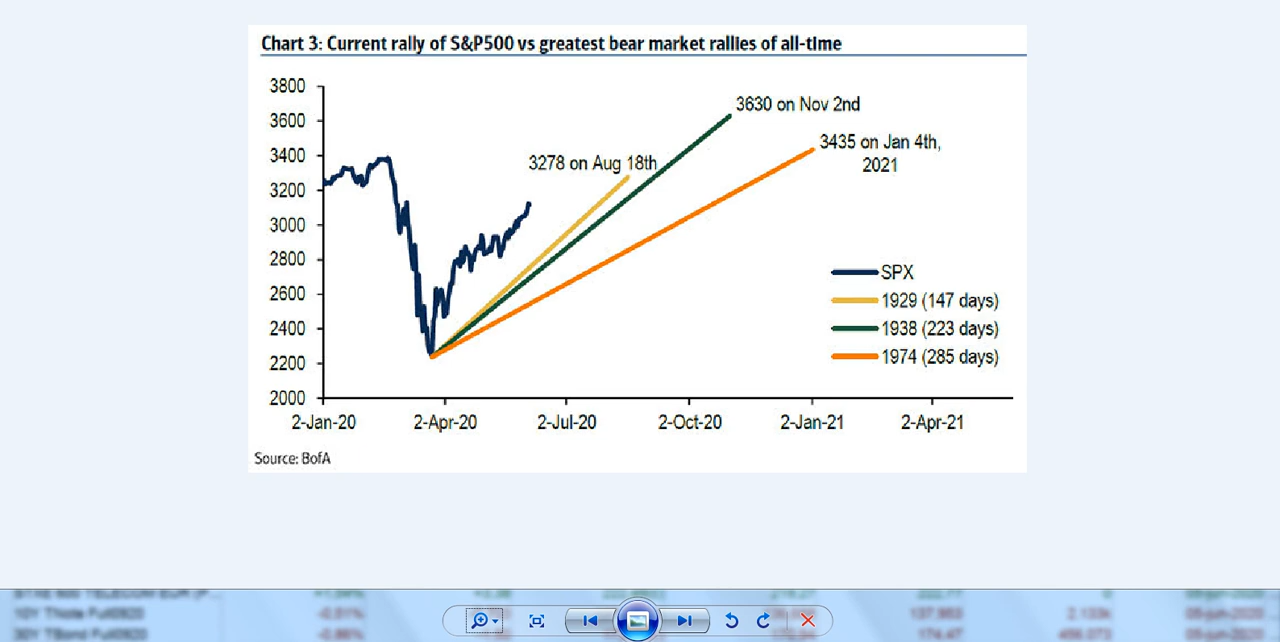 Chart 3: Current rally of S&P500 vs greatest bear market rallies of all-time
3800
3600
3400
3200
3000
2800
2600
2400
2200
2000
3630 on Nov 2nd
3435 on Jan 4th,
2021
3278 on Aug 18th
SPX
1929 (147 days)
1938 (223 days)
1974 (285 days)
2-Jan-20
2-Apr-20
2-Jul-20
2-Oct-20
2-Jan-21
2-Apr-21
Source: BofA